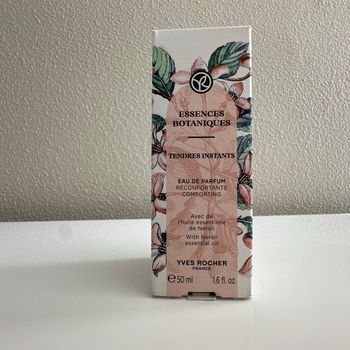 YR
ESSENCES
BOTANIQUES
TENDRES INSTANTS
EAU DE PARFUM
RÉCONFORTANTE
COMFORTING
Avec de
l'huile essentielle
de Néroli
With Neroli
essential oil
YVES ROCHER
FRANCE
℮50 ml 1.6 fl. oz.